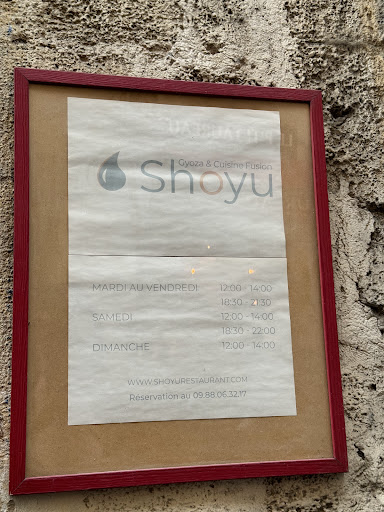 Gyoza & Cuisine Fusion
Shoyu
MARDI AU VENDREDI 12:00 - 14:00
18:30 - 21:30
SAMEDI 12:00 - 14:00
18:30 - 22:00
DIMANCHE 12:00 - 14:00
WWW.SHOYURESTAURANT.COM
Réservation au 09.88.06.32.17